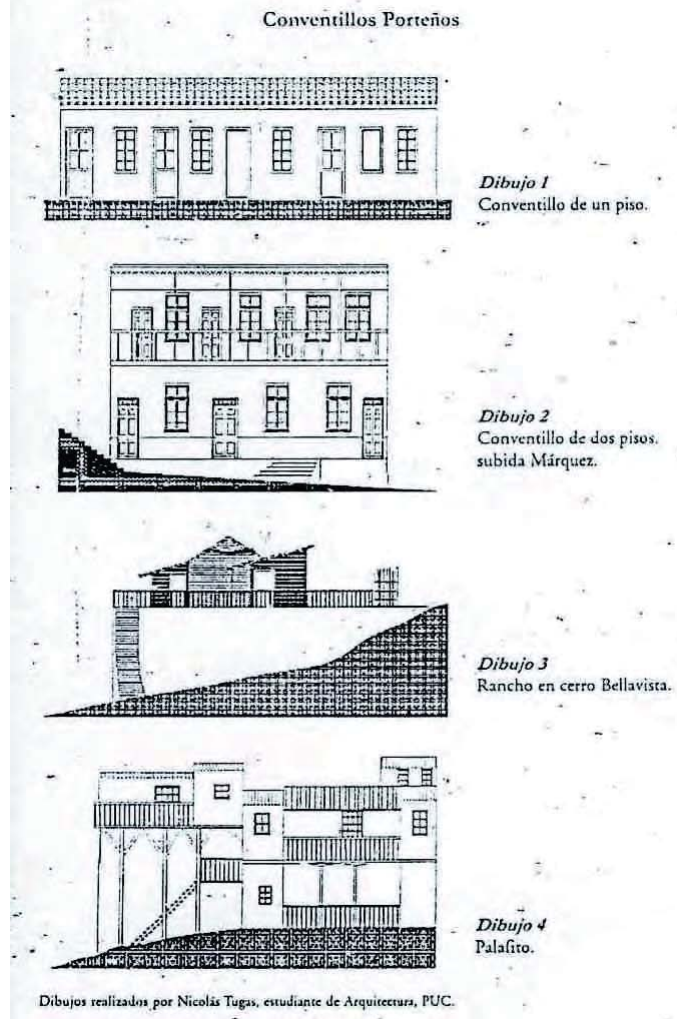 Conventillos Porteños
Dibujo 1
Conventillo de un piso.
Dibujo 2
Conventillo de dos pisos.
subida Márquez.
Dibujo 3
Rancho en cerro Bellavista.
Dibujo 4
Palafito.
Dibujos realizados por Nicolás Tugas, estudiante de Arquitectura, PUC.